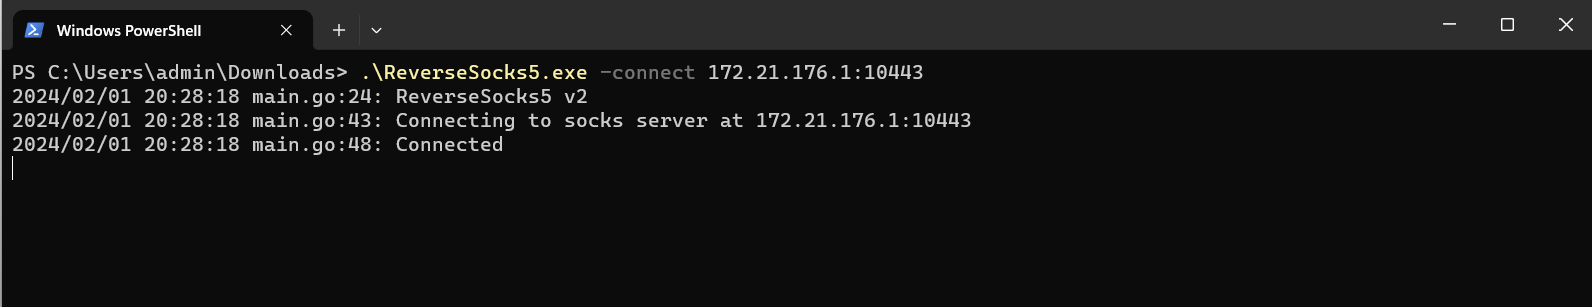 Windows PowerShell
PS C:\Users\admin\Downloads> .\ReverseSocks5.exe -connect 172.21.176.1:10443
2024/02/01 20:28:18 main.go:24: ReverseSocks5 v2
2024/02/01 20:28:18 main.go:43: Connecting to socks server at 172.21.176.1:10443
2024/02/01 20:28:18 main.go:48: Connected